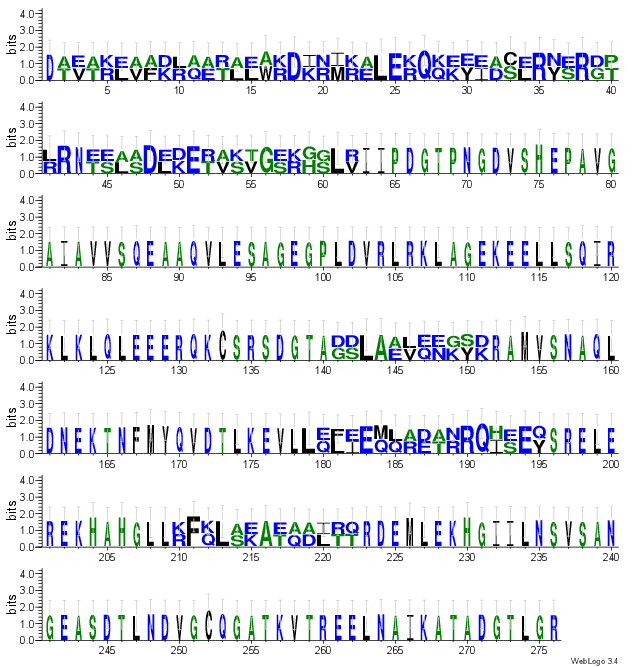 bits
4.0
3.0
2.0
1.0
0.0
DAEAKEAADLAARAEAKDINIKALEKQKEEEACERNERDP
TVTRLVFKRQETLLWRKRMRERQKYIDSLYSGT
5 10 15 20 25 30 35 40
bits
4.0
3.0
2.0
1.0
0.0
LRNEEAADEDERAKTGEKGGLRIIPDGTPNGDVSHEPAVG
RTSLSLKTVSVSRHSV
45 50 55 60 65 70 75 80
bits
4.0
3.0
2.0
1.0
0.0
AIAVVSQEAAQVLESAGEGPLDVRLRKLAGEKEELLSQIR
85 90 95 100 105 110 115 120
bits
4.0
3.0
2.0
1.0
0.0
KLKLQLEEERQKCSRSDGTADDLAALEEGSDRAMVSNAQL
GSEVQNKYK
125 130 135 140 145 150 155 160
bits
4.0
3.0
2.0
1.0
0.0
DNEKTNFMYQVDTLKEVLLEFIEMLADANRQHEEQSRELE
QEEQQRETRISY
165 170 175 180 185 190 195 200
bits
4.0
3.0
2.0
1.0
0.0
REKHAHGLLKFKLAEAEAAIRQRDEMLEKHGIILNSVSAN
RQSKTQDLTT
205 210 215 220 225 230 235 240
bits
4.0
3.0
2.0
1.0
0.0
GEASDTLNDVGCQGATKVTREELNAIKATADGTLGR
245 250 255 260 265 270 275
WebLogo 3.4